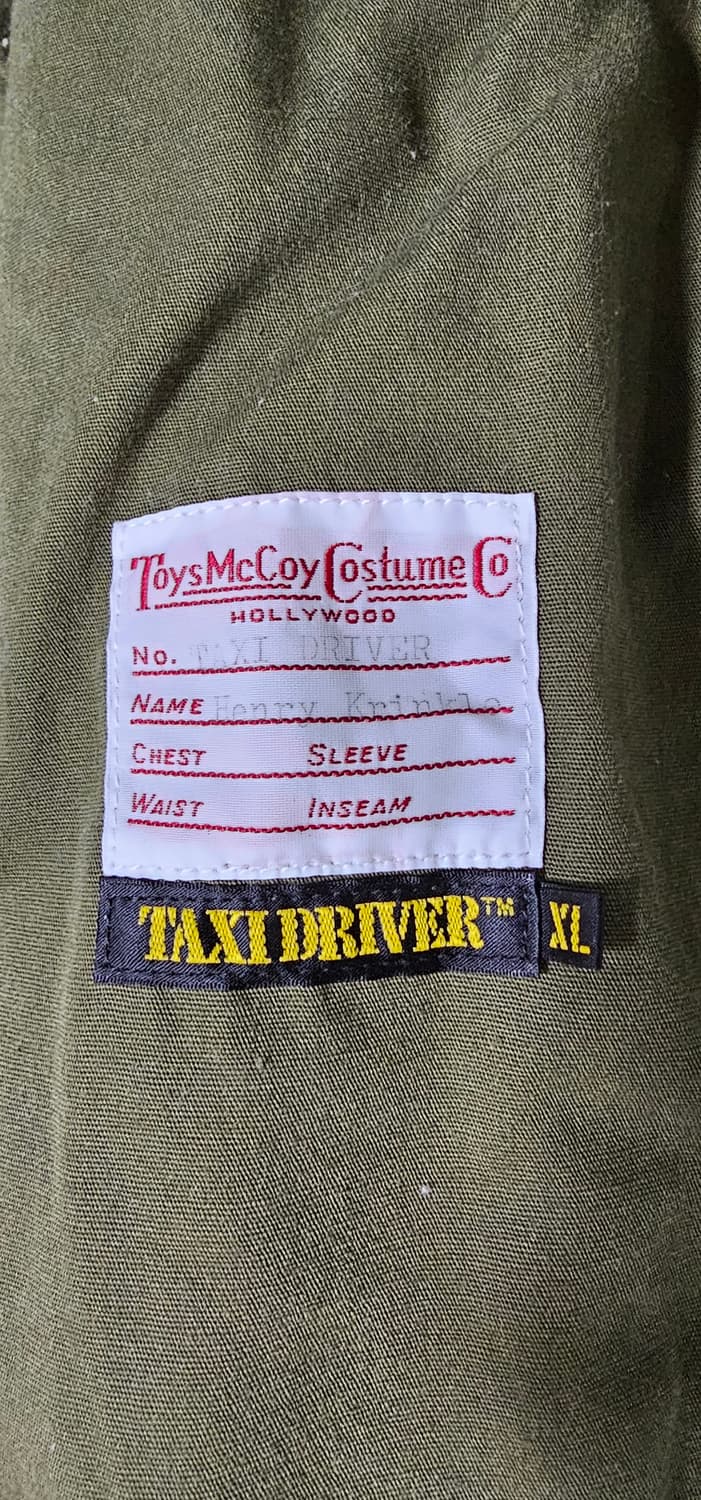 ToysMcCoy Costume Co
HOLLYWOOD
No. TAXI DRIVER
NAME Henry Krinkle
CHEST SLEEVE
WAIST INSEAM
TAXI DRIVER™ XL